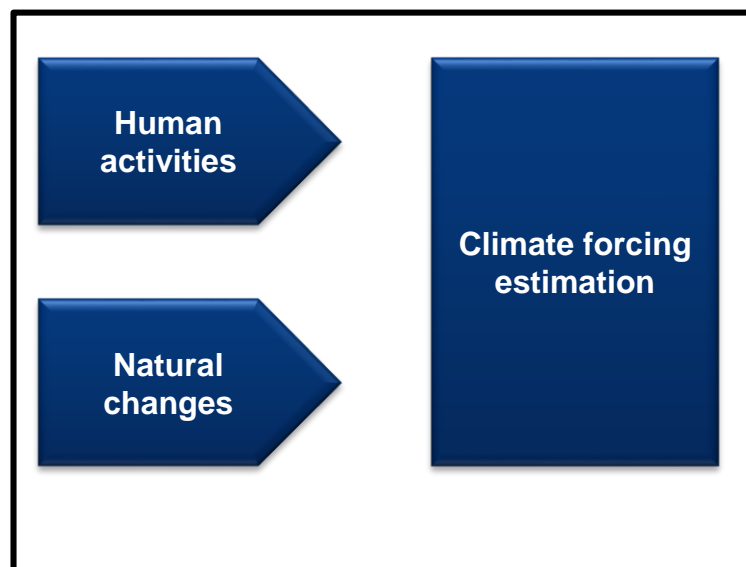 Human
activities
Climate forcing
estimation
Natural
changes